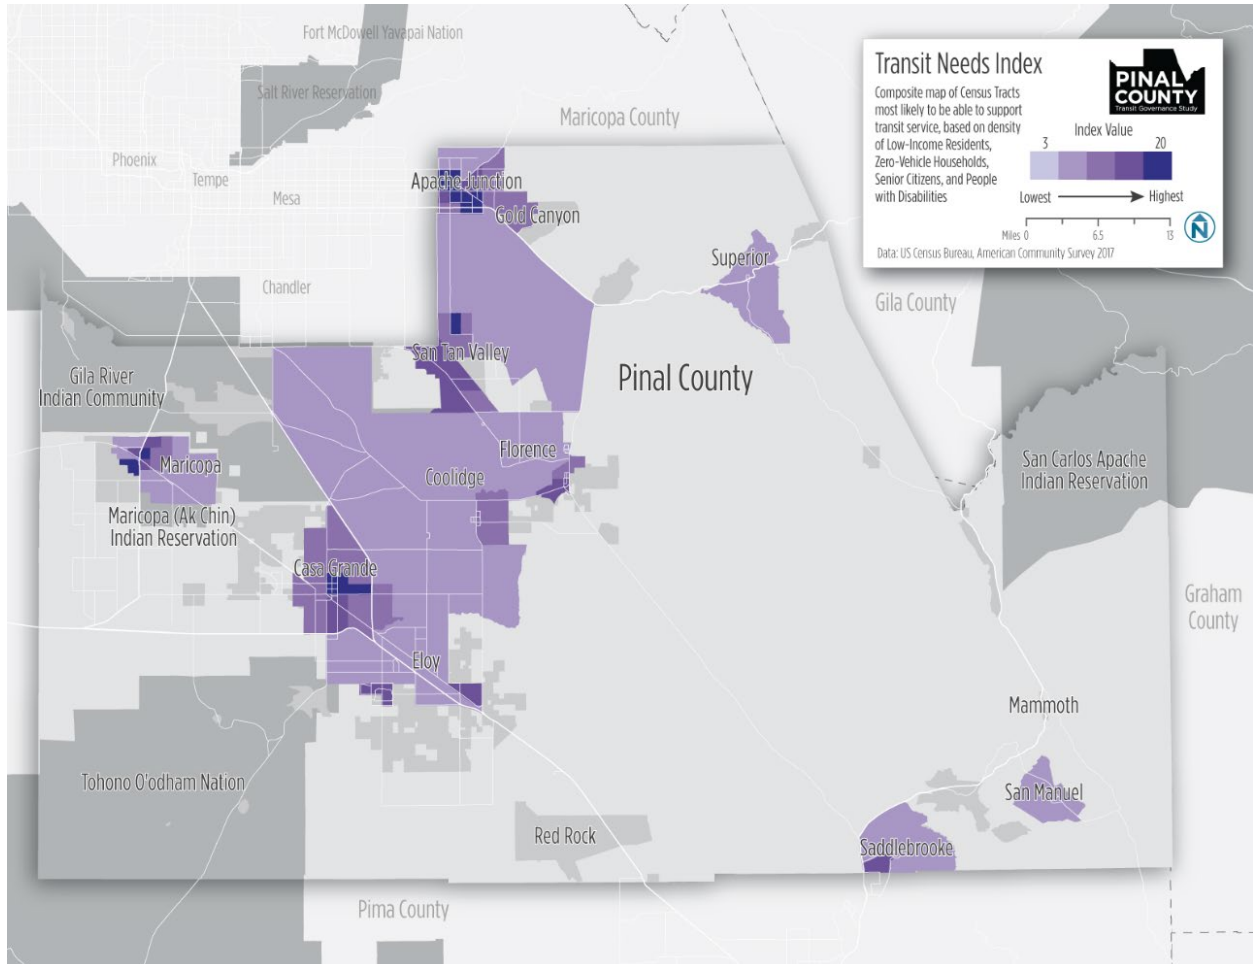 Fort McDowell Yavapai Nation
Salt River Reservation
Maricopa County
Phoenix
Tempe
Mesa
Apache Junction
Gold Canyon
Chandler
Superior
Gila County
San Tan Valley
Pinal County
Gila River
Indian Community
Florence
Maricopa
Coolidge
San Carlos Apache
Indian Reservation
Maricopa (Ak Chin)
Indian Reservation
Casa Grande
Graham
County
Eloy
Mammoth
Tohono O'odham Nation
San Manuel
Red Rock
Saddlebrooke
Pima County
Transit Needs Index
Composite map of Census Tracts
most likely to be able to support
transit service, based on density
of Low-Income Residents,
Zero-Vehicle Households,
Senior Citizens, and People
with Disabilities
PINAL
COUNTY
Transit Governance Study
Index Value
3 20
Lowest Highest
Miles 0 6.5 13
N
Data: US Census Bureau, American Community Survey 2017